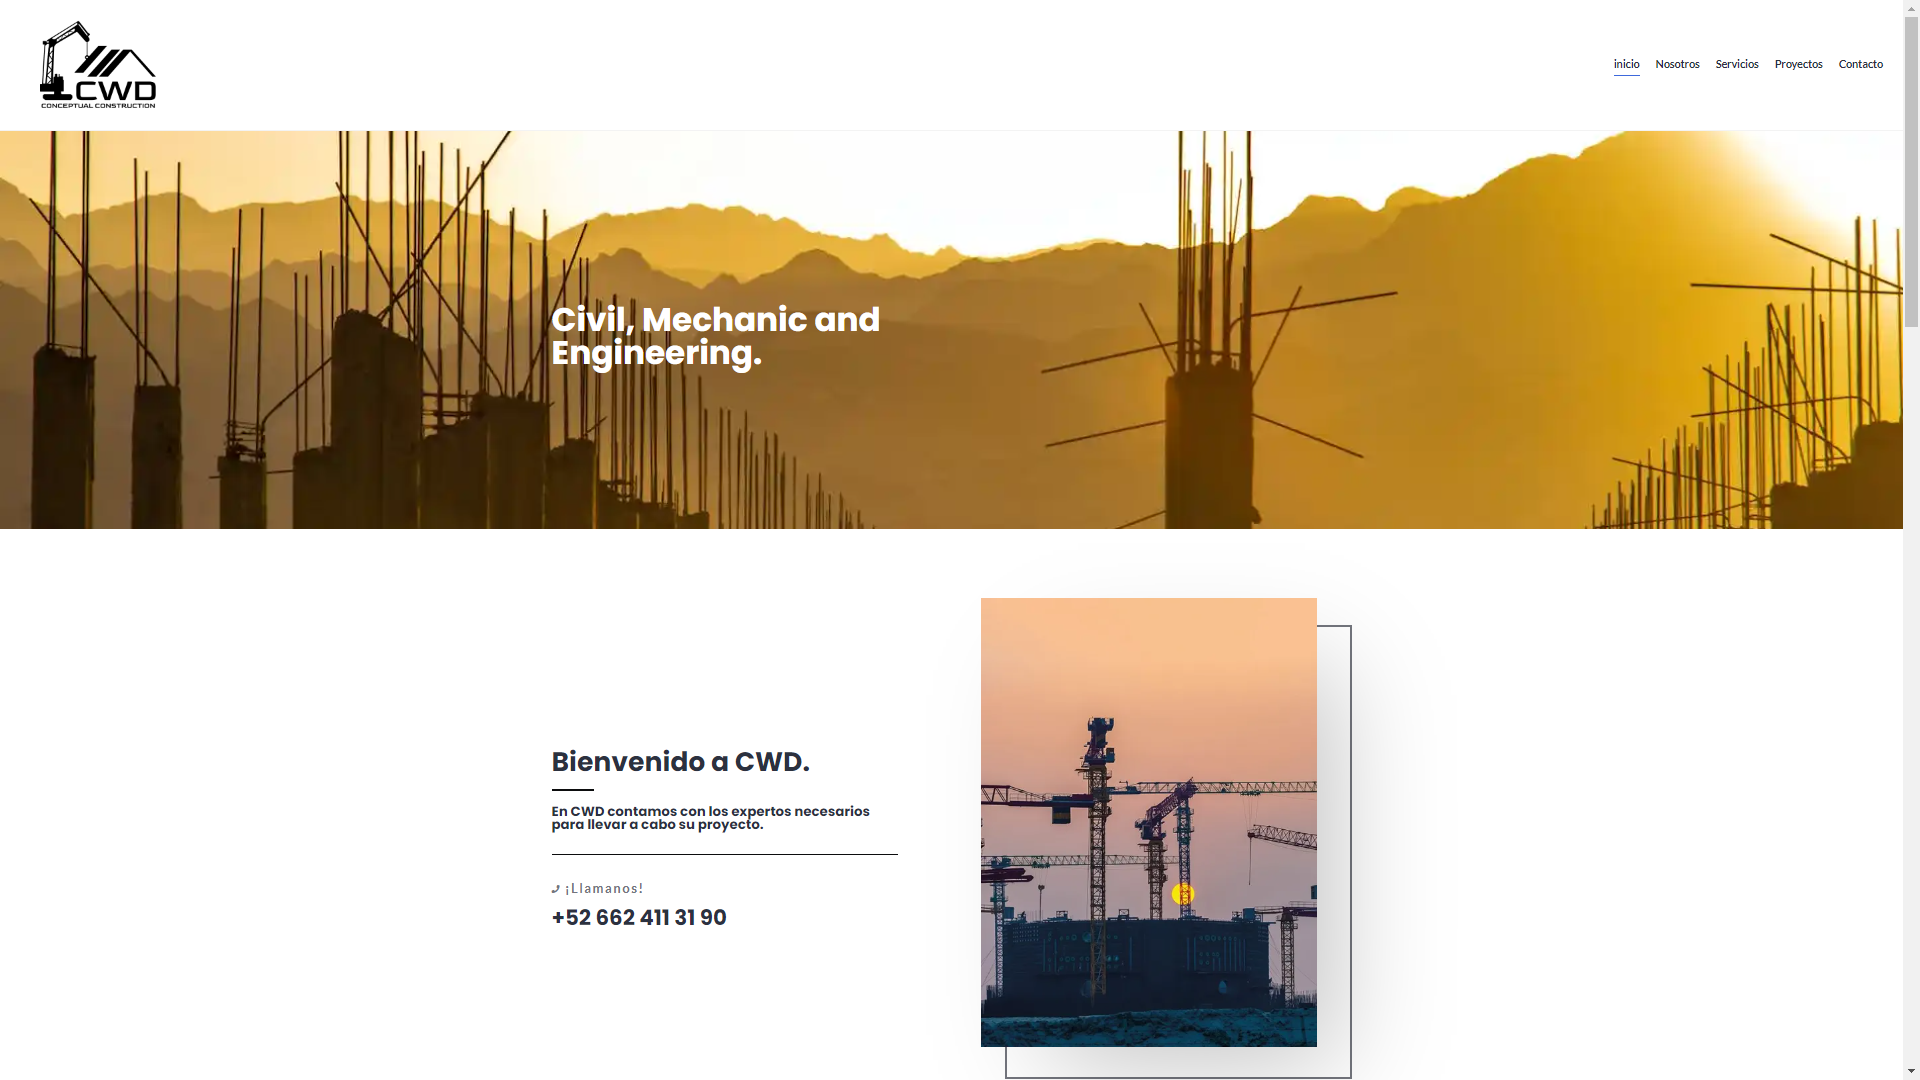 CWD
CONCEPTUAL CONSTRUCTION
inicio
Nosotros
Servicios
Proyectos
Contacto
Civil, Mechanic and
Engineering.
Bienvenido a CWD.
En CWD contamos con los expertos necesarios
para llevar a cabo su proyecto.
¡Llamanos!
+52 662 411 31 90